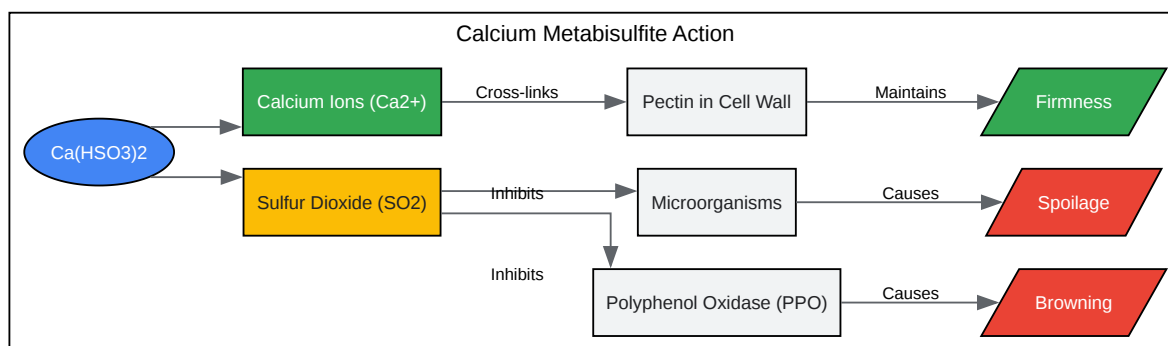 Calcium Metabisulfite Action
Ca(HSO3)2
Calcium Ions (Ca2+)
Cross-links
Pectin in Cell Wall
Maintains
Firmness
Sulfur Dioxide (SO2)
Inhibits
Microorganisms
Causes
Spoilage
Inhibits
Polyphenol Oxidase (PPO)
Causes
Browning